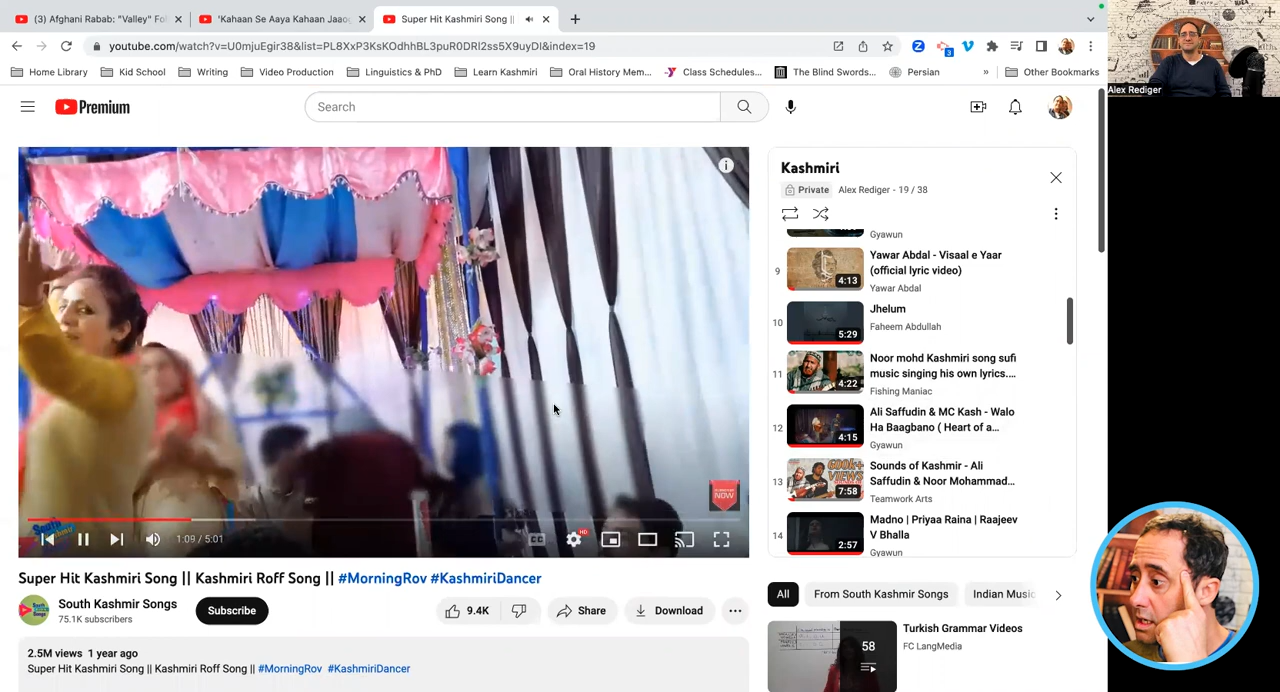 (3) Afghani Rabab: "Valley" Fol
'Kahaan Se Aaya Kahaan Jaaog
Super Hit Kashmiri Song ||
youtube.com/watch?v=U0mjuEgir38&list=PL8XxP3KsKOdhhBL3puR0DRl2ss5X9uyDl&index=19
3
Home Library
Kid School
Writing
Video Production
Linguistics & PhD
Learn Kashmiri
Oral History Mem...
Class Schedules...
The Blind Swords...
Persian
»
Other Bookmarks
Alex Rediger
Premium
Search
Kashmiri
Private
Alex Rediger - 19 / 38
Gyawun
9
4:13
Yawar Abdal - Visaal e Yaar
(official lyric video)
Yawar Abdal
10
5:29
Jhelum
Faheem Abdullah
11
4:22
Noor mohd Kashmiri song sufi
music singing his own lyrics....
Fishing Maniac
12
4:15
Ali Saffudin & MC Kash - Walo
Ha Baagbano ( Heart of a...
Gyawun
13
7:58
Sounds of Kashmir - Ali
Saffudin & Noor Mohammad...
Teamwork Arts
14
2:57
Madno | Priyaa Raina | Raajeev
V Bhalla
Gyawun
NOW
South
1:09 / 5:01
CC
HD
Super Hit Kashmiri Song || Kashmiri Roff Song || #MorningRov #KashmiriDancer
South Kashmir Songs
75.1K subscribers
Subscribe
9.4K
Share
Download
2.5M views 1 year ago
Super Hit Kashmiri Song || Kashmiri Roff Song || #MorningRov #KashmiriDancer
All
From South Kashmir Songs
Indian Music
58
Turkish Grammar Videos
FC LangMedia